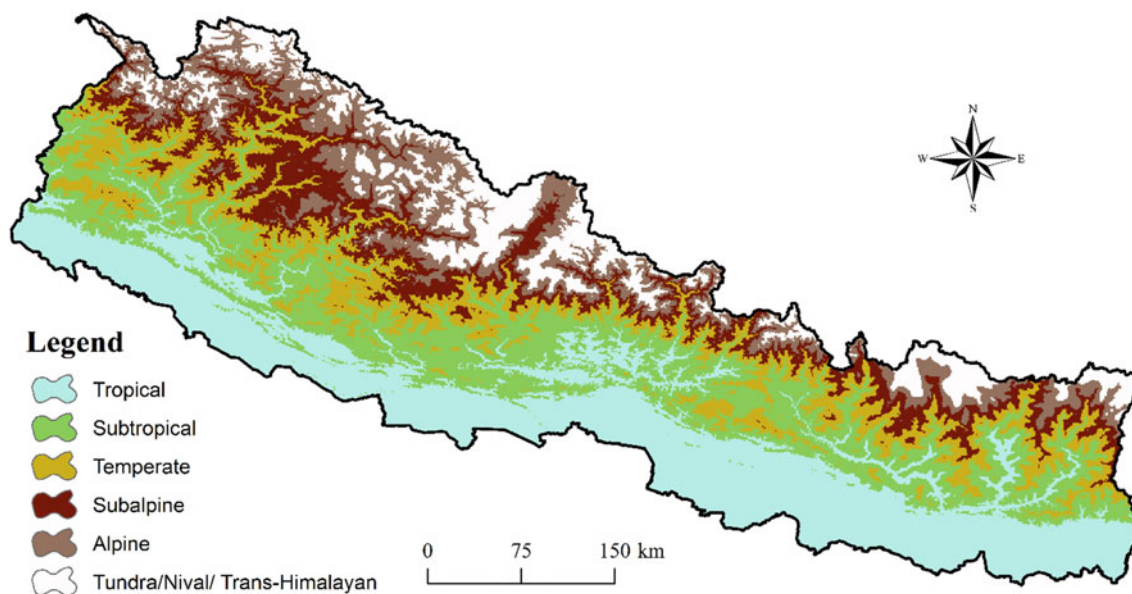 N
W E
S
Legend
Tropical
Subtropical
Temperate
Subalpine
Alpine
Tundra/Nival/ Trans-Himalayan
0 75 150 km